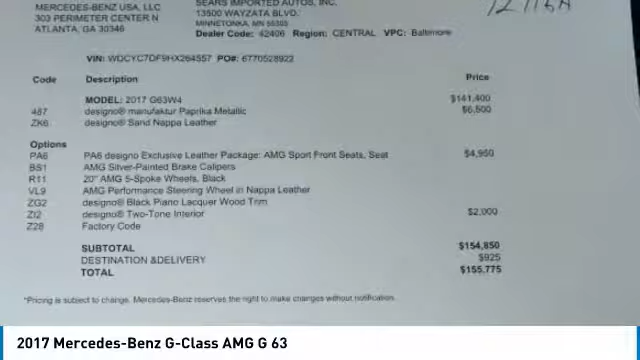 MERCEDES-BENZ USA, LLC
303 PERIMETER CENTER N
ATLANTA, GA 30346
SEARS IMPORTED AUTOS, INC.
13500 WAYZATA BLVD.
MINNETONKA, MN 55305
Dealer Code: 42406 Region: CENTRAL VPC: Baltimore
VIN: WDCYC7DF9HX264557 PO#: 6770528922
Code Description Price
MODEL: 2017 G63W4 $141,400
487 designo® manufaktur Paprika Metallic $6,500
ZK6 designo® Sand Nappa Leather
Options
PA6 PA6 designo Exclusive Leather Package: AMG Sport Front Seats, Seat $4,950
BS1 AMG Silver-Painted Brake Calipers
R11 20" AMG 5-Spoke Wheels, Black
VL9 AMG Performance Steering Wheel in Nappa Leather
ZG2 designo® Black Piano Lacquer Wood Trim
ZI2 designo® Two-Tone Interior $2,000
Z28 Factory Code
SUBTOTAL $154,850
DESTINATION &DELIVERY $925
TOTAL $155,775
*Pricing is subject to change. Mercedes-Benz reserves the right to make changes without notification.
2017 Mercedes-Benz G-Class AMG G 63